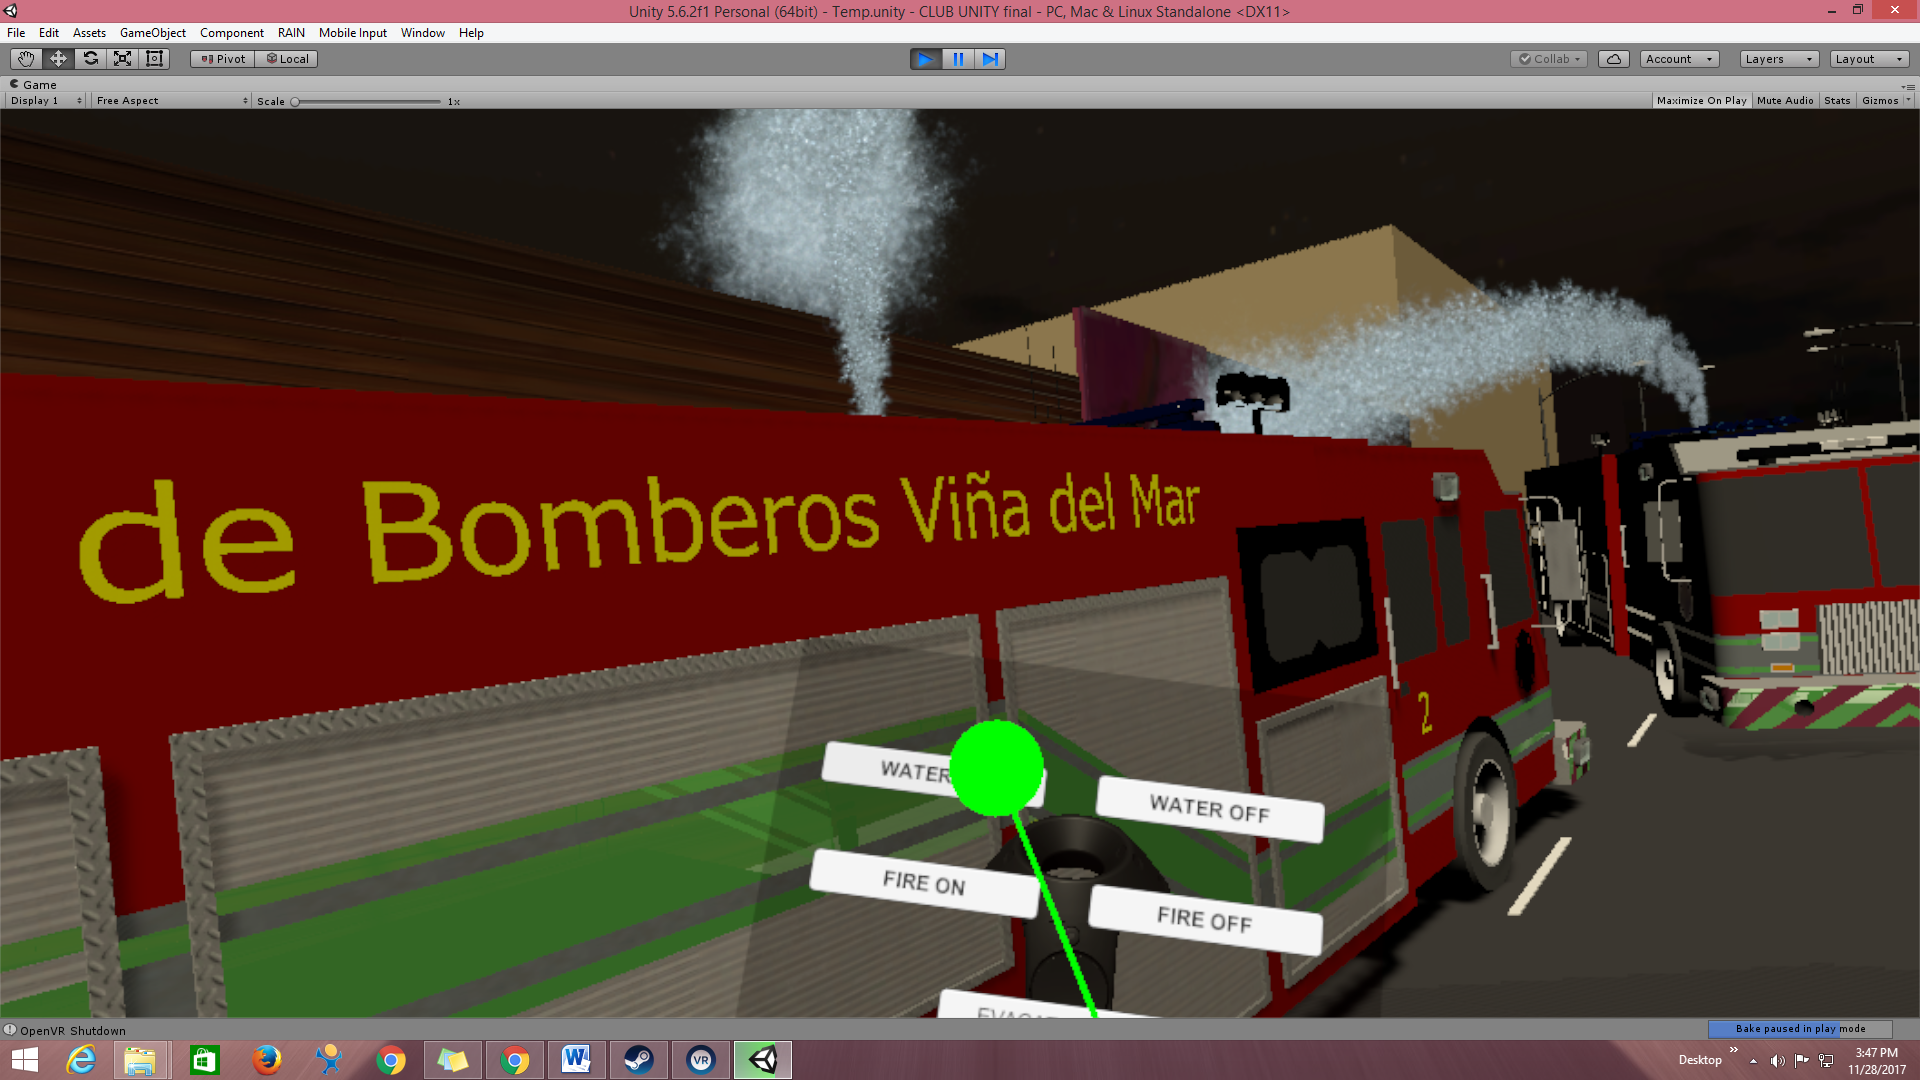 Unity 5.6.2f1 Personal (64bit) - Temp.unity - CLUB UNITY final - PC, Mac & Linux Standalone <DX11>
File Edit Assets GameObject Component RAIN Mobile Input Window Help
Pivot Local Collab Account Layers Layout
Game
Display 1 Free Aspect Scale 1x Maximize On Play Mute Audio Stats Gizmos
de Bomberos Viña del Mar
2
WATER
WATER OFF
FIRE ON
FIRE OFF
OpenVR Shutdown Bake paused in play mode
W VR Desktop 3:47 PM
11/28/2017